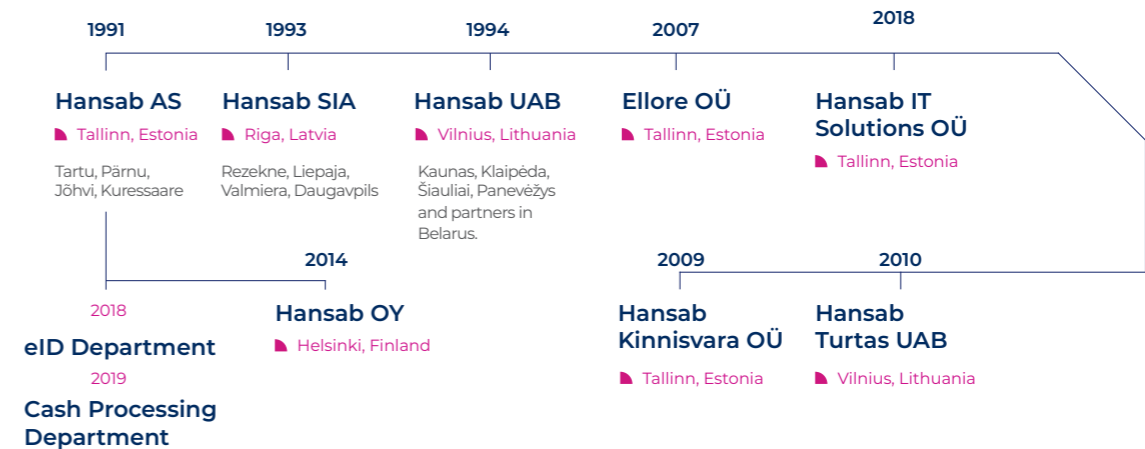 1991
1993
1994
2007
2018
Hansab AS
Tallinn, Estonia
Tartu, Pärnu,
Jõhvi, Kuressaare
Hansab SIA
Riga, Latvia
Rezekne, Liepaja,
Valmiera, Daugavpils
Hansab UAB
Vilnius, Lithuania
Kaunas, Klaipėda,
Šiauliai, Panevėžys
and partners in
Belarus.
Ellore OÜ
Tallinn, Estonia
Hansab IT
Solutions OÜ
Tallinn, Estonia
2018
eID Department
2019
Cash Processing
Department
2014
Hansab OY
Helsinki, Finland
2009
Hansab
Kinnisvara OÜ
Tallinn, Estonia
2010
Hansab
Turtas UAB
Vilnius, Lithuania